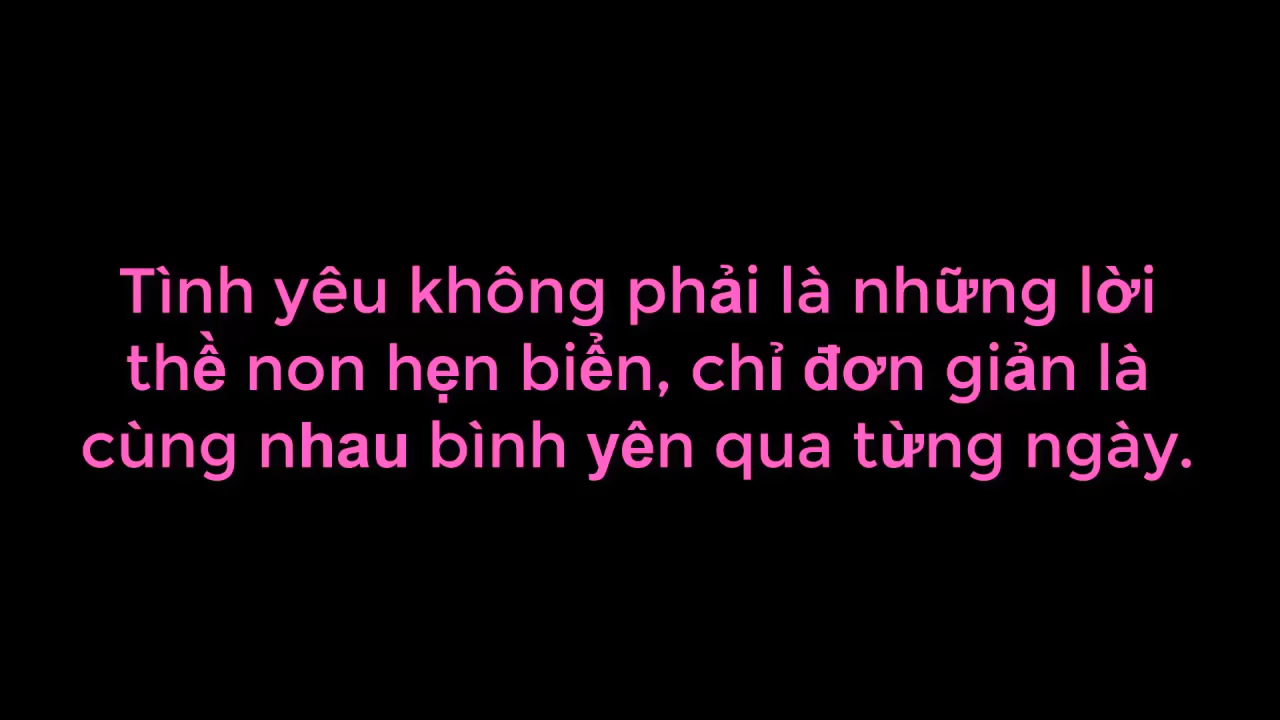 Tình yêu không phải là những lời
thề non hẹn biển, chỉ đơn giản là
cùng nhau bình yên qua từng ngày.